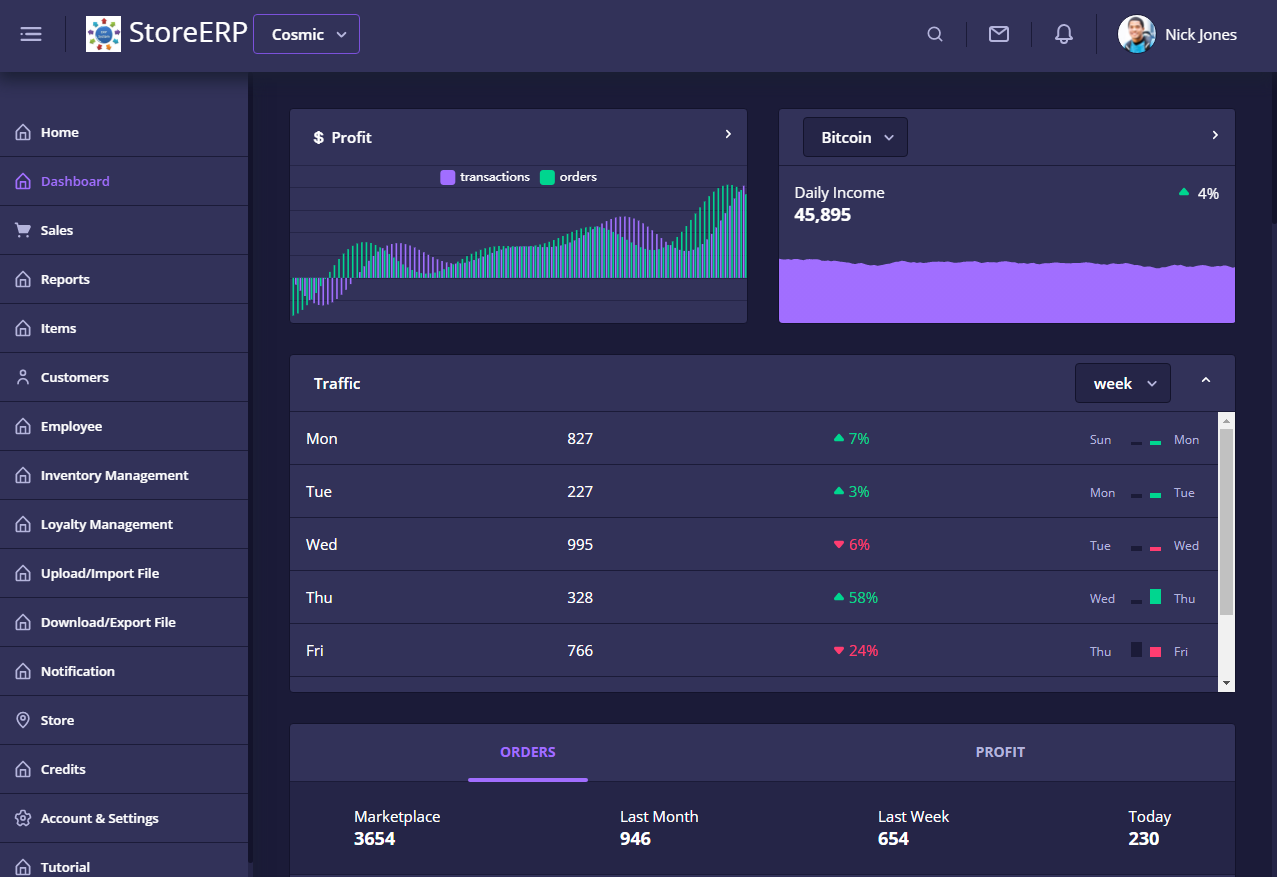 StoreERP
Cosmic
Nick Jones
Home
Dashboard
Sales
Reports
Items
Customers
Employee
Inventory Management
Loyalty Management
Upload/Import File
Download/Export File
Notification
Store
Credits
Account & Settings
Tutorial
$ Profit
transactions orders
Bitcoin
Daily Income
4%
45,895
Traffic
week
Mon 827 7% Sun Mon
Tue 227 3% Mon Tue
Wed 995 6% Tue Wed
Thu 328 58% Wed Thu
Fri 766 24% Thu Fri
ORDERS PROFIT
Marketplace Last Month Last Week Today
3654 946 654 230